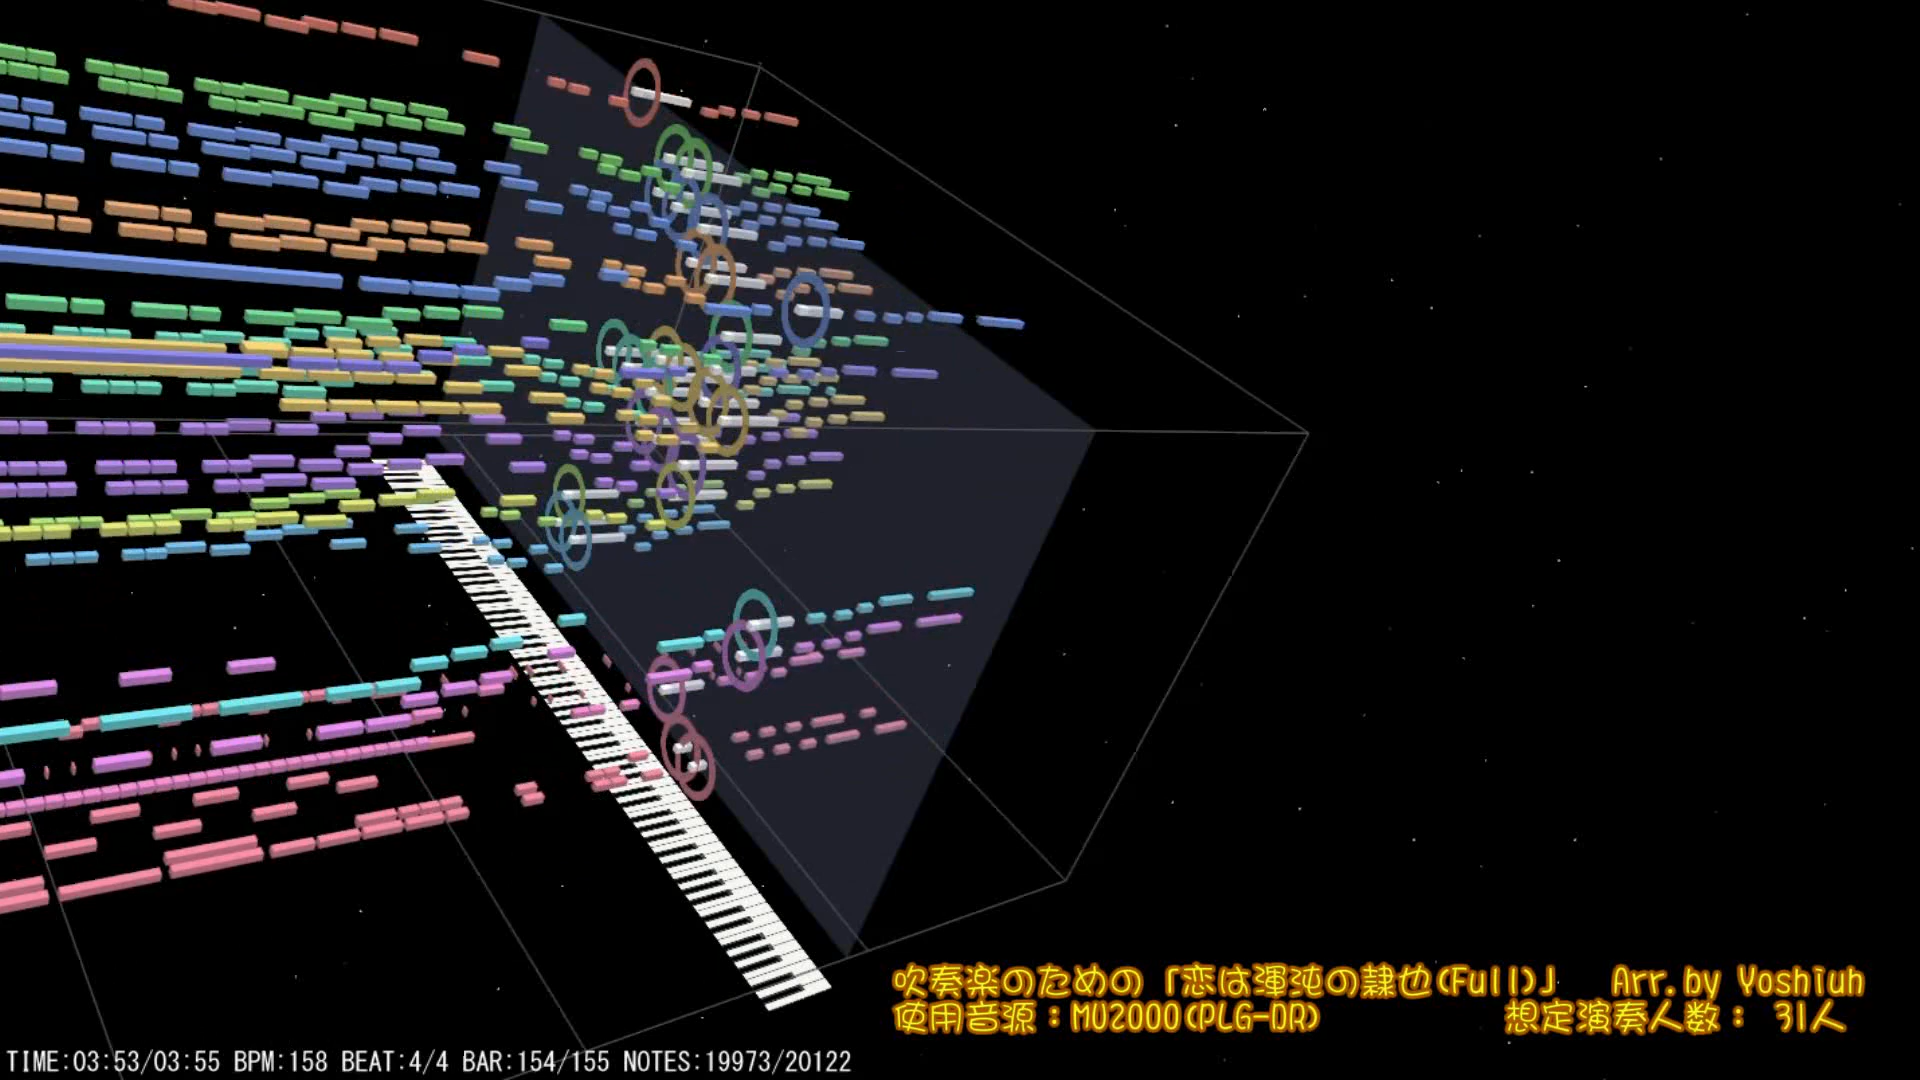 吹奏楽のための「恋は渾沌の隷也(Full)」 Arr.by Yoshiuh
使用音源：MU2000(PLG-DR) 想定演奏人数： 31人
TIME:03:53/03:55 BPM:158 BEAT:4/4 BAR:154/155 NOTES:19973/20122